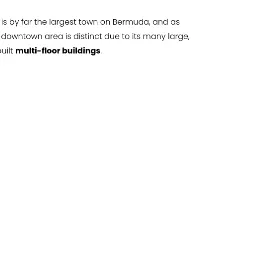 is by far the largest town on Bermuda, and as
downtown area is distinct due to its many large,
uilt multi-floor buildings.